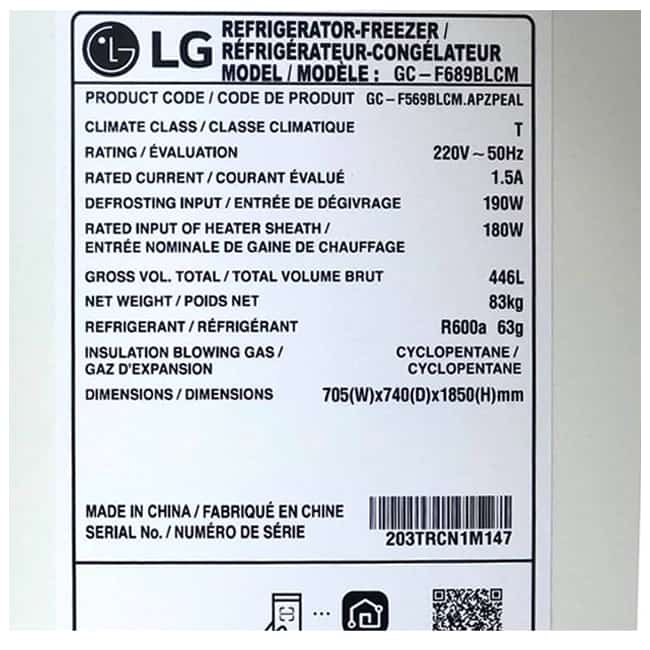 LG
REFRIGERATOR-FREEZER /
RÉFRIGÉRATEUR-CONGÉLATEUR
MODEL / MODÈLE : GC-F689BLCM
PRODUCT CODE / CODE DE PRODUIT GC-F569BLCM.APZPEAL
CLIMATE CLASS / CLASSE CLIMATIQUE T
RATING / ÉVALUATION 220V ~ 50Hz
RATED CURRENT / COURANT ÉVALUÉ 1.5A
DEFROSTING INPUT / ENTRÉE DE DÉGIVRAGE 190W
RATED INPUT OF HEATER SHEATH / 180W
ENTRÉE NOMINALE DE GAINE DE CHAUFFAGE
GROSS VOL. TOTAL / TOTAL VOLUME BRUT 446L
NET WEIGHT / POIDS NET 83kg
REFRIGERANT / RÉFRIGÉRANT R600a 63g
INSULATION BLOWING GAS / CYCLOPENTANE /
GAZ D'EXPANSION CYCLOPENTANE
DIMENSIONS / DIMENSIONS 705(W)x740(D)x1850(H)mm
MADE IN CHINA / FABRIQUÉ EN CHINE
SERIAL No. / NUMÉRO DE SÉRIE 203TRCN1M147